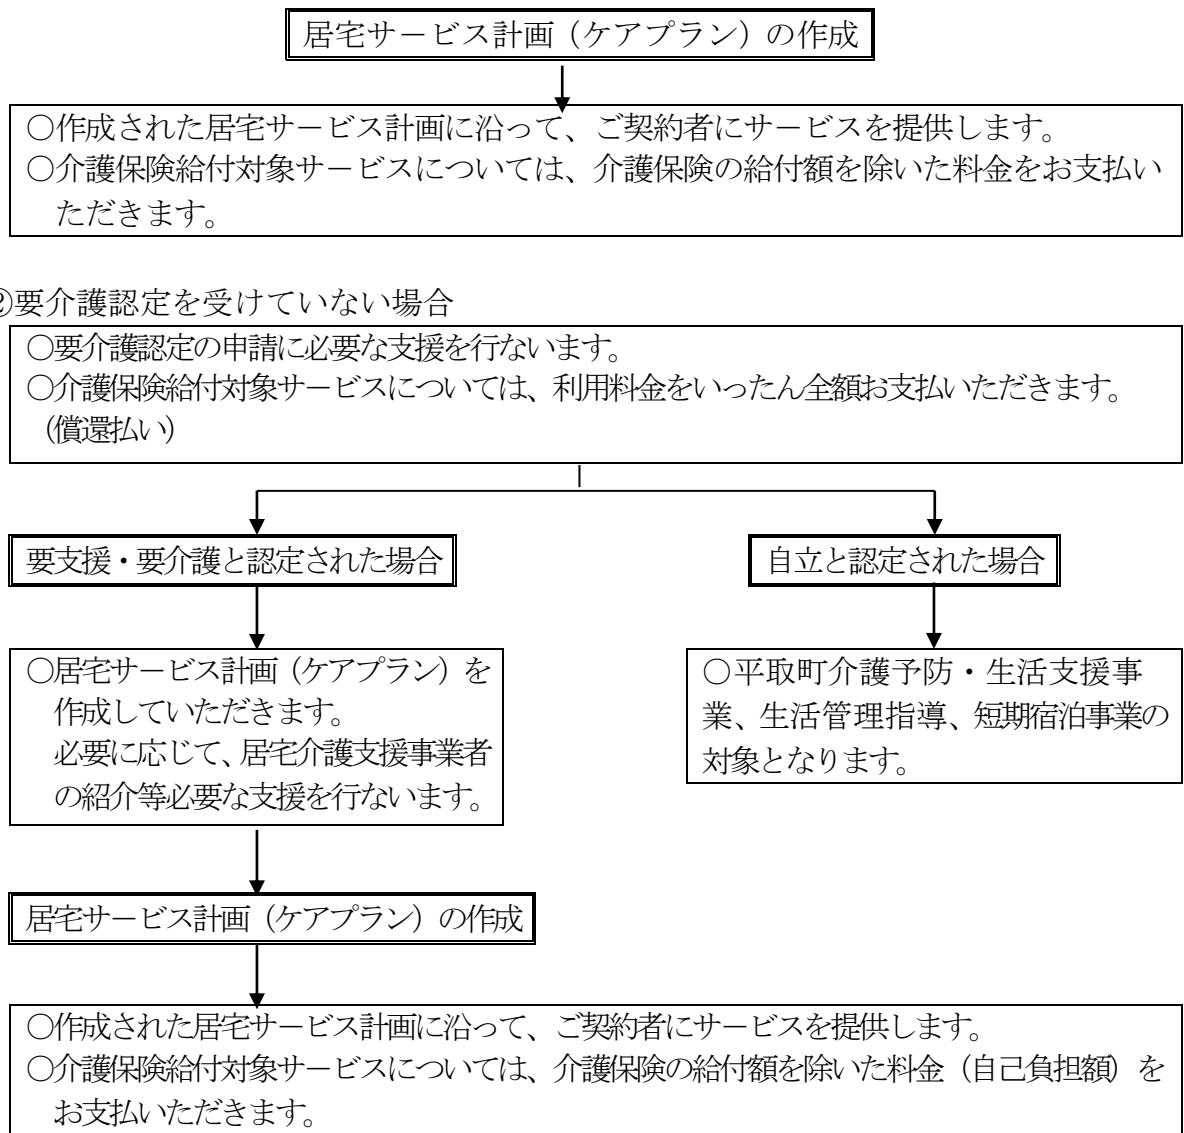 居宅サービス計画（ケアプラン）の作成
○作成された居宅サービス計画に沿って、ご契約者にサービスを提供します。
○介護保険給付対象サービスについては、介護保険の給付額を除いた料金をお支払い
ただきます。
②要介護認定を受けていない場合
○要介護認定の申請に必要な支援を行ないます。
○介護保険給付対象サービスについては、利用料金をいったん全額お支払いただきます。
（償還払い）
要支援・要介護と認定された場合
自立と認定された場合
○居宅サービス計画（ケアプラン）を
作成していただきます。
必要に応じて、居宅介護支援事業者
の紹介等必要な支援を行ないます。
○平取町介護予防・生活支援事
業、生活管理指導、短期宿泊事業の
対象となります。
居宅サービス計画（ケアプラン）の作成
○作成された居宅サービス計画に沿って、ご契約者にサービスを提供します。
○介護保険給付対象サービスについては、介護保険の給付額を除いた料金（自己負担額）を
お支払いただきます。